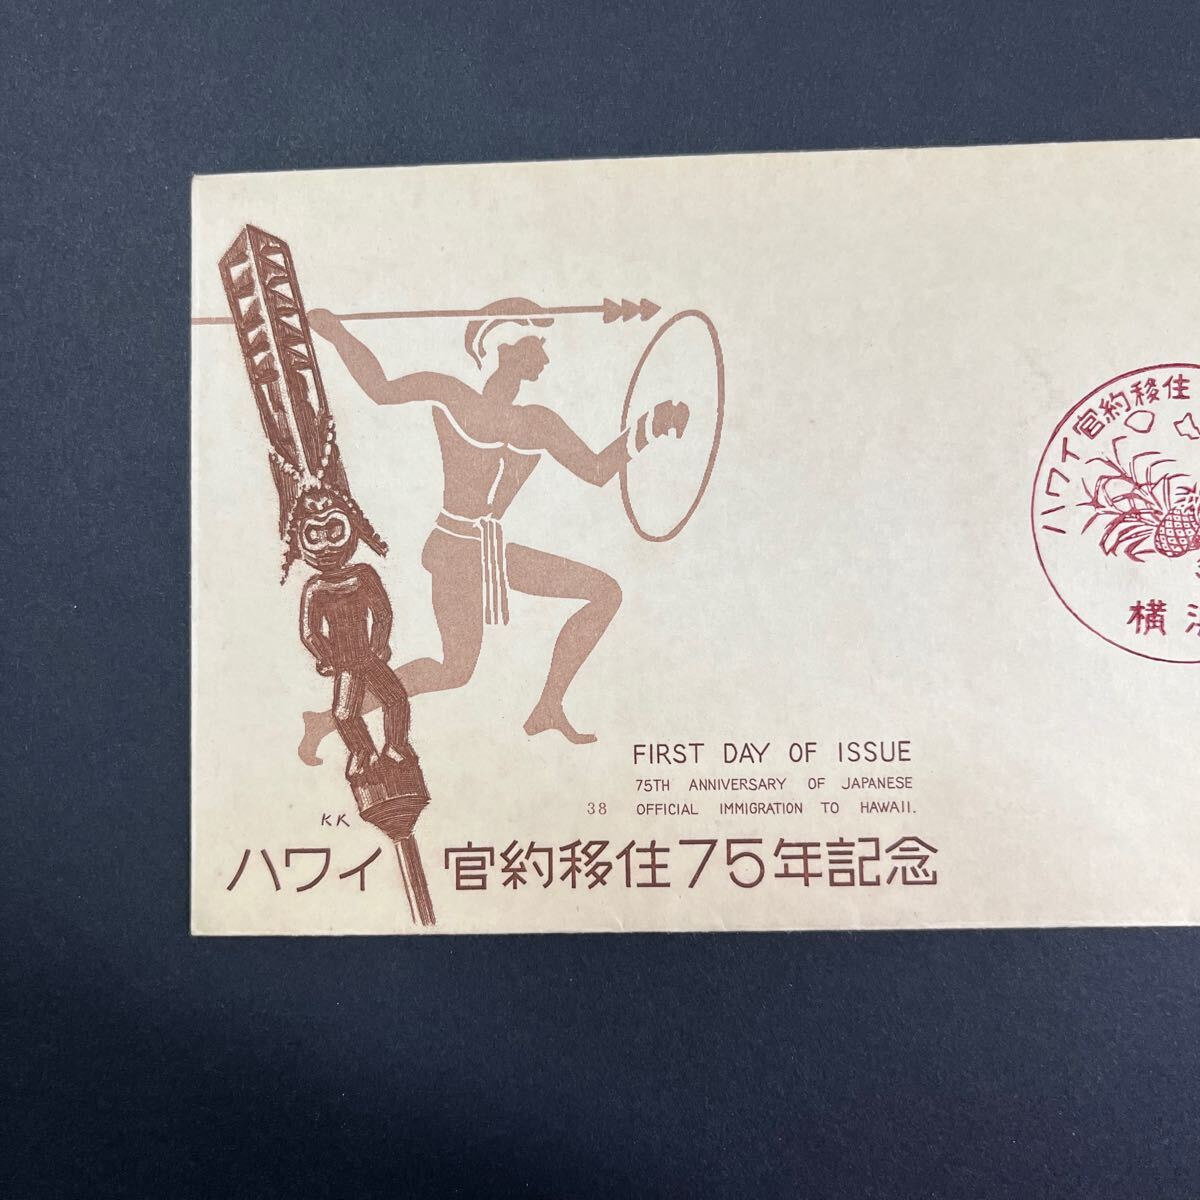 ハワイ官約移住
横
FIRST DAY OF ISSUE
75TH ANNIVERSARY OF JAPANESE
38 OFFICIAL IMMIGRATION TO HAWAII.
KK
ハワイ 官約移住75年記念